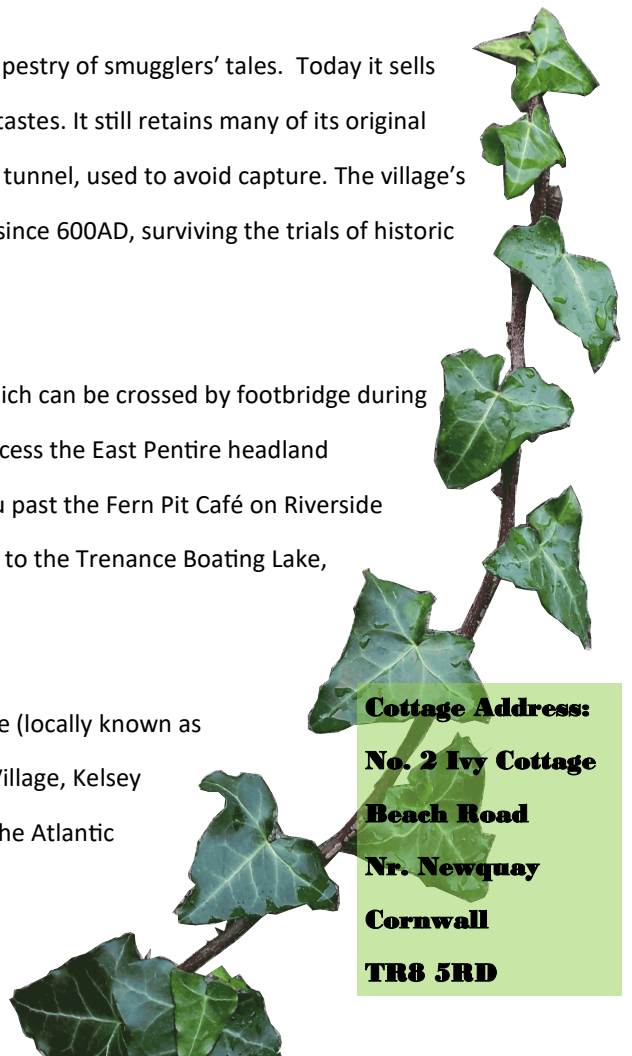 pestry of smugglers’ tales.  Today it sells
tastes. It still retains many of its original
tunnel, used to avoid capture. The village’s
since 600AD, surviving the trials of historic
ich can be crossed by footbridge during
cess the East Pentire headland
u past the Fern Pit Café on Riverside
to the Trenance Boating Lake,
e (locally known as
Village, Kelsey
he Atlantic
Cottage Address:
No. 2 Ivy Cottage
Beach Road
Nr. Newquay
Cornwall
TR8 5RD